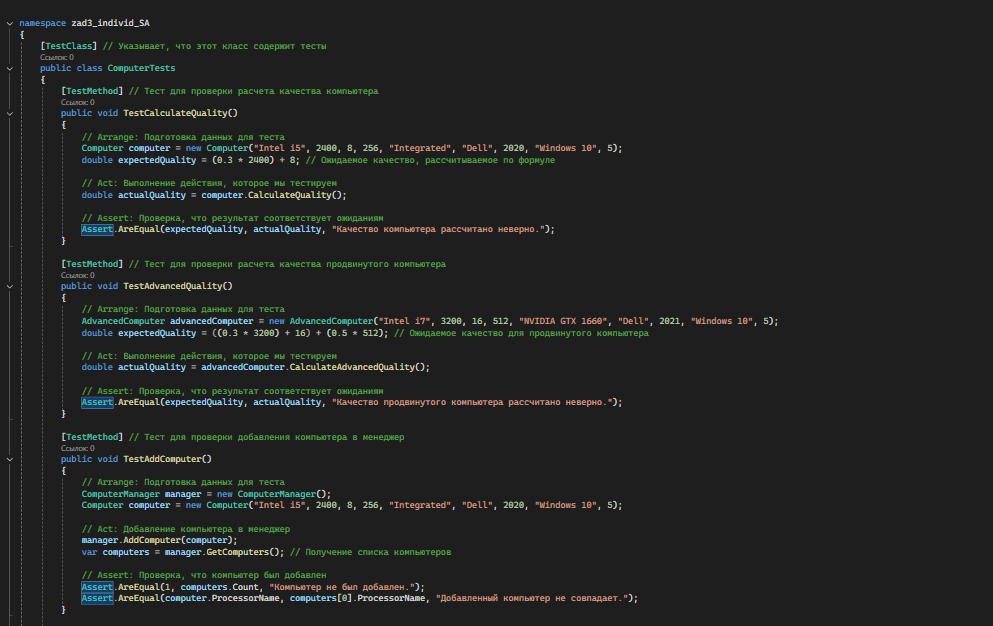 namespace zad3_individ_SA
{
[TestClass] // Указывает, что этот класс содержит тесты
Ссылок: 0
public class ComputerTests
{
[TestMethod] // Тест для проверки расчета качества компьютера
Ссылок: 0
public void TestCalculateQuality()
{
// Arrange: Подготовка данных для теста
Computer computer = new Computer("Intel i5", 2400, 8, 256, "Integrated", "Dell", 2020, "Windows 10", 5);
double expectedQuality = (0.3 * 2400) + 8; // Ожидаемое качество, рассчитываемое по формуле
// Act: Выполнение действия, которое мы тестируем
double actualQuality = computer.CalculateQuality();
// Assert: Проверка, что результат соответствует ожиданиям
Assert.AreEqual(expectedQuality, actualQuality, "Качество компьютера рассчитано неверно.");
}
[TestMethod] // Тест для проверки расчета качества продвинутого компьютера
Ссылок: 0
public void TestAdvancedQuality()
{
// Arrange: Подготовка данных для теста
AdvancedComputer advancedComputer = new AdvancedComputer("Intel i7", 3200, 16, 512, "NVIDIA GTX 1660", "Dell", 2021, "Windows 10", 5);
double expectedQuality = ((0.3 * 3200) + 16) + (0.5 * 512); // Ожидаемое качество для продвинутого компьютера
// Act: Выполнение действия, которое мы тестируем
double actualQuality = advancedComputer.CalculateAdvancedQuality();
// Assert: Проверка, что результат соответствует ожиданиям
Assert.AreEqual(expectedQuality, actualQuality, "Качество продвинутого компьютера рассчитано неверно.");
}
[TestMethod] // Тест для проверки добавления компьютера в менеджер
Ссылок: 0
public void TestAddComputer()
{
// Arrange: Подготовка данных для теста
ComputerManager manager = new ComputerManager();
Computer computer = new Computer("Intel i5", 2400, 8, 256, "Integrated", "Dell", 2020, "Windows 10", 5);
// Act: Добавление компьютера в менеджер
manager.AddComputer(computer);
var computers = manager.GetComputers(); // Получение списка компьютеров
// Assert: Проверка, что компьютер был добавлен
Assert.AreEqual(1, computers.Count, "Компьютер не был добавлен.");
Assert.AreEqual(computer.ProcessorName, computers[0].ProcessorName, "Добавленный компьютер не совпадает.");
}